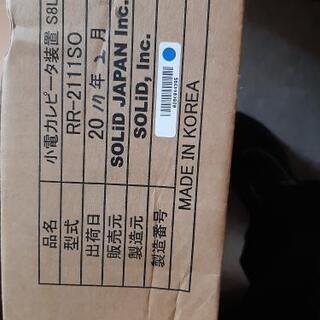 品名 小電力レピータ装置 S8L
型式 RR-2111SO
出荷日 20 年 2月
販売元 SOLiD JAPAN Inc.
製造元 SOLiD, Inc.
製造番号
MADE IN KOREA